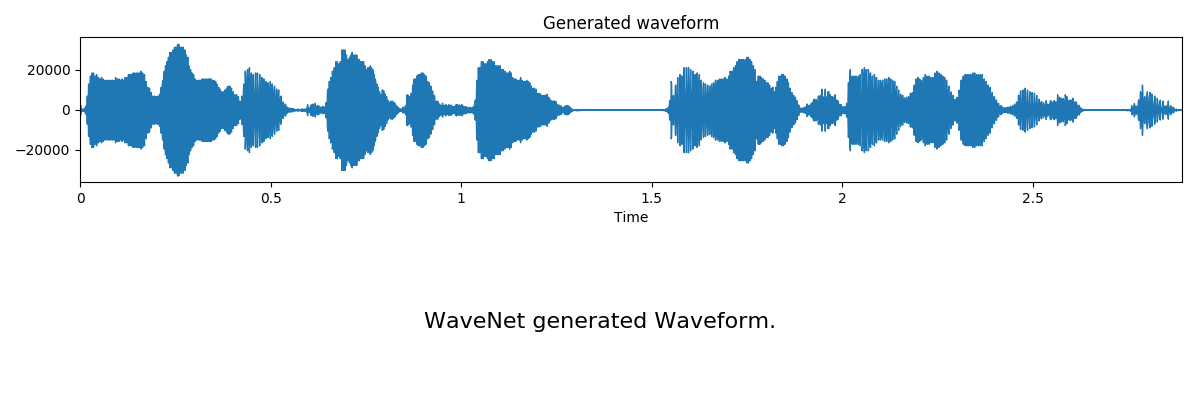 Generated waveform
20000
0
−20000
0 0.5 1 1.5 2 2.5
Time
WaveNet generated Waveform.